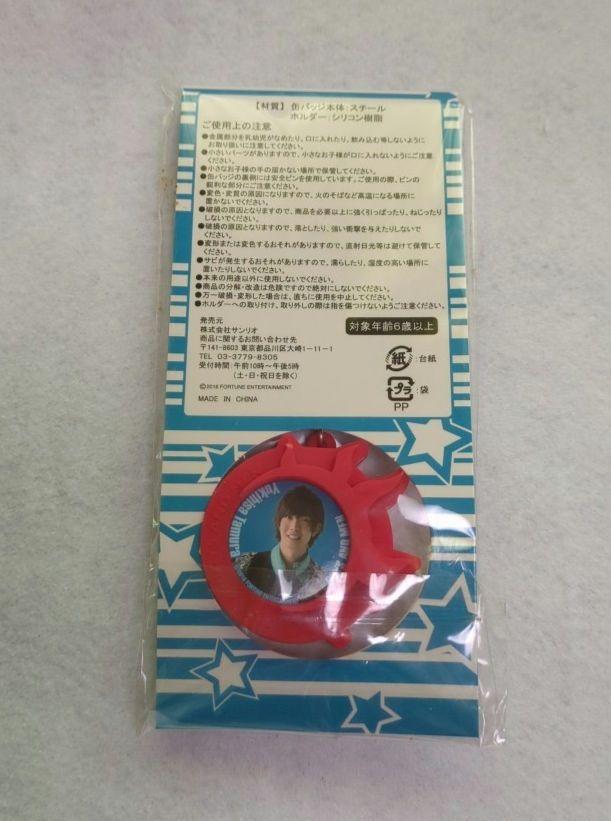 【材質】缶バッジ本体：スチール
ホルダー：シリコン樹脂
ご使用上の注意
●金属部分を乳幼児がなめたり、口に入れたり、飲み込む等しないように
お取り扱いに注意してください。
●小さいパーツがありますので、小さなお子様が口に入れないようにご注意
ください。
●小さなお子様の手の届かない場所で保管してください。
●缶バッジの裏側には安全ピンを使用しています。ご使用の際、ピンの
鋭利な部分にご注意ください。
●変色・変質の原因になりますので、火のそばなど高温になる場所に
置かないでください。
●破損の原因となりますので、商品を必要以上に強く引っぱったり、ねじったり
しないでください。
●破損の原因となりますので、落としたり、強い衝撃を与えたりしないで
ください。
●変形または変色するおそれがありますので、直射日光等は避けて保管して
ください。
●サビが発生するおそれがありますので、濡らしたり、湿度の高い場所に
置いたりしないでください。
●本来の用途以外に使用しないでください。
●商品の分解・改造は危険ですので絶対にしないでください。
●万一破損・変形した場合は、直ちに使用を中止してください。
●ホルダーへの取り付け、取り外しの際は指を傷つけないようご注意ください。
発売元
株式会社サンリオ
商品に関するお問い合わせ先
〒141-8603 東京都品川区大崎1-11-1
TEL 03-3779-8305
受付時間：午前10時～午後5時
（土・日・祝日を除く）
©2016 FORTUNE ENTERTAINMENT
MADE IN CHINA
対象年齢6歳以上
紙：台紙
プラ：袋
PP
Yukihisa Tamura